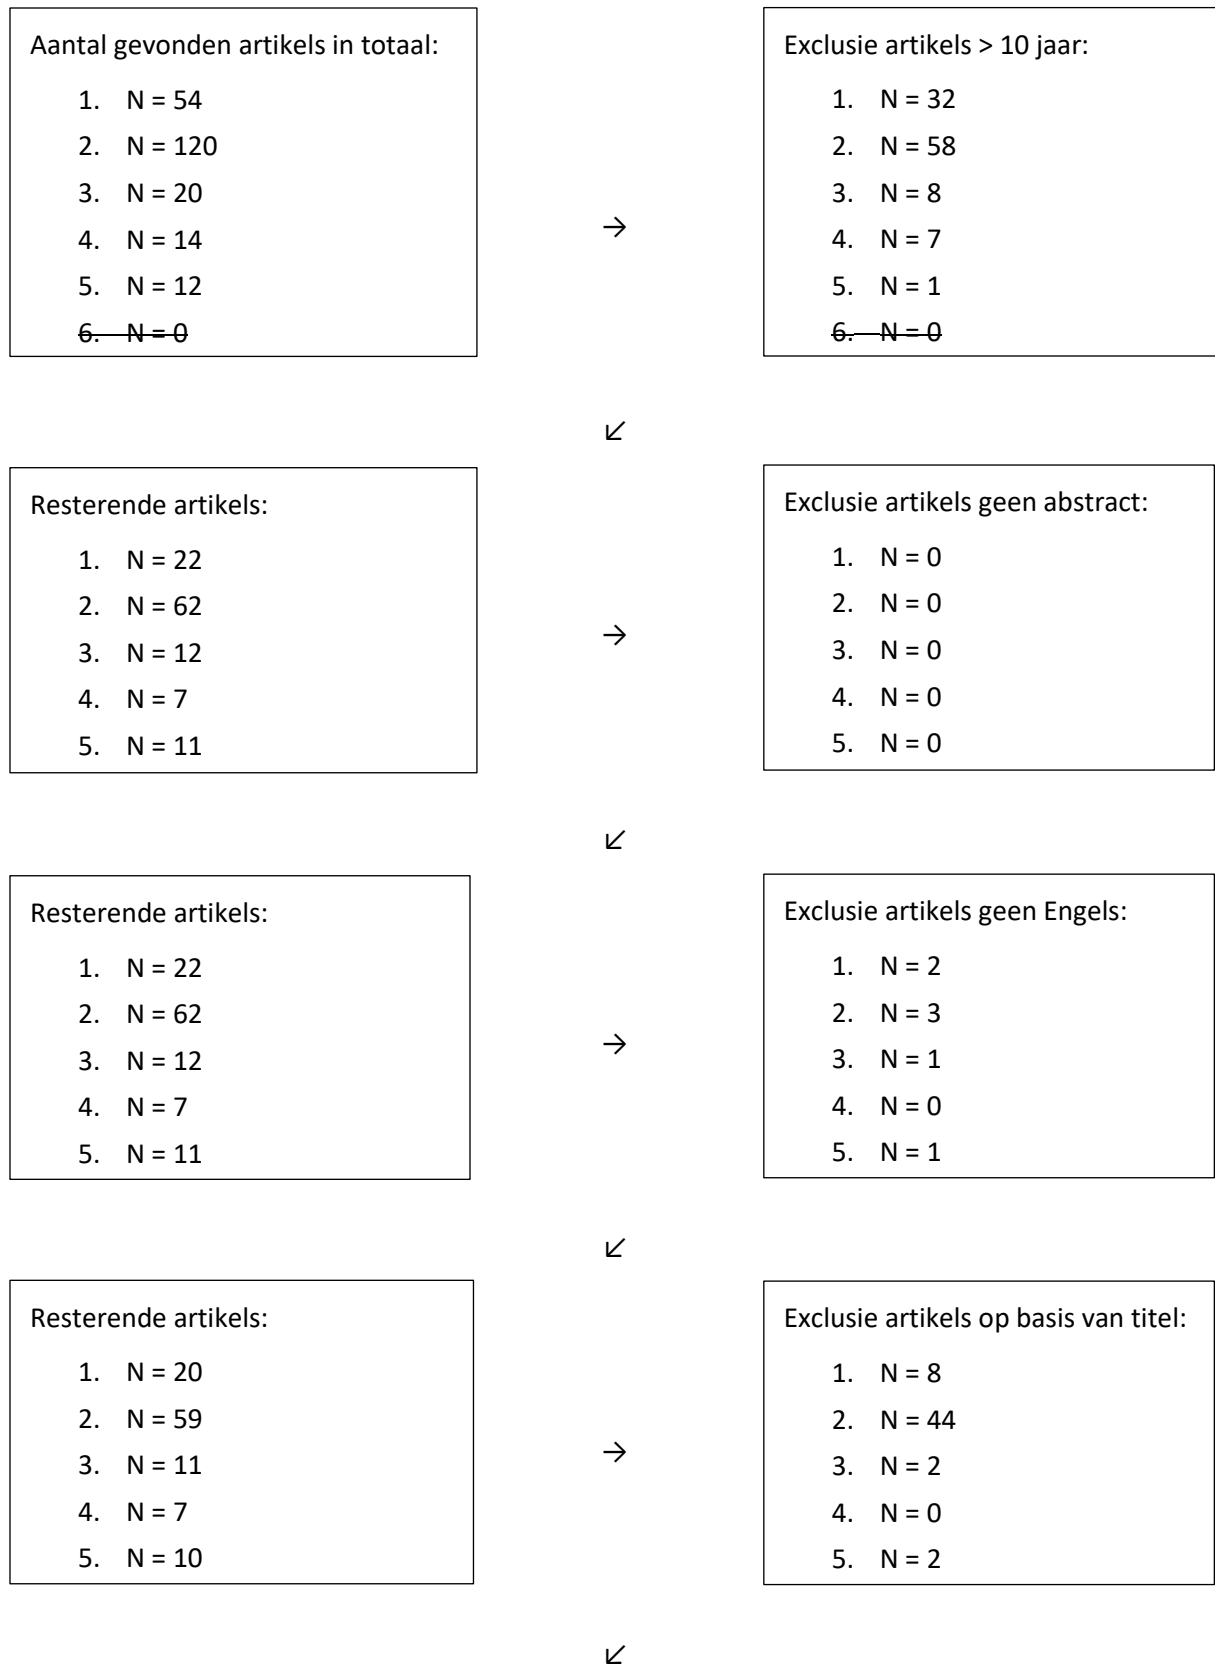 Aantal gevonden artikels in totaal:
1. N = 54
2. N = 120
3. N = 20
4. N = 14
5. N = 12
6. N = 0
→
Exclusie artikels > 10 jaar:
1. N = 32
2. N = 58
3. N = 8
4. N = 7
5. N = 1
6. N = 0
↙
Resterende artikels:
1. N = 22
2. N = 62
3. N = 12
4. N = 7
5. N = 11
→
Exclusie artikels geen abstract:
1. N = 0
2. N = 0
3. N = 0
4. N = 0
5. N = 0
↙
Resterende artikels:
1. N = 22
2. N = 62
3. N = 12
4. N = 7
5. N = 11
→
Exclusie artikels geen Engels:
1. N = 2
2. N = 3
3. N = 1
4. N = 0
5. N = 1
↙
Resterende artikels:
1. N = 20
2. N = 59
3. N = 11
4. N = 7
5. N = 10
→
Exclusie artikels op basis van titel:
1. N = 8
2. N = 44
3. N = 2
4. N = 0
5. N = 2
↙